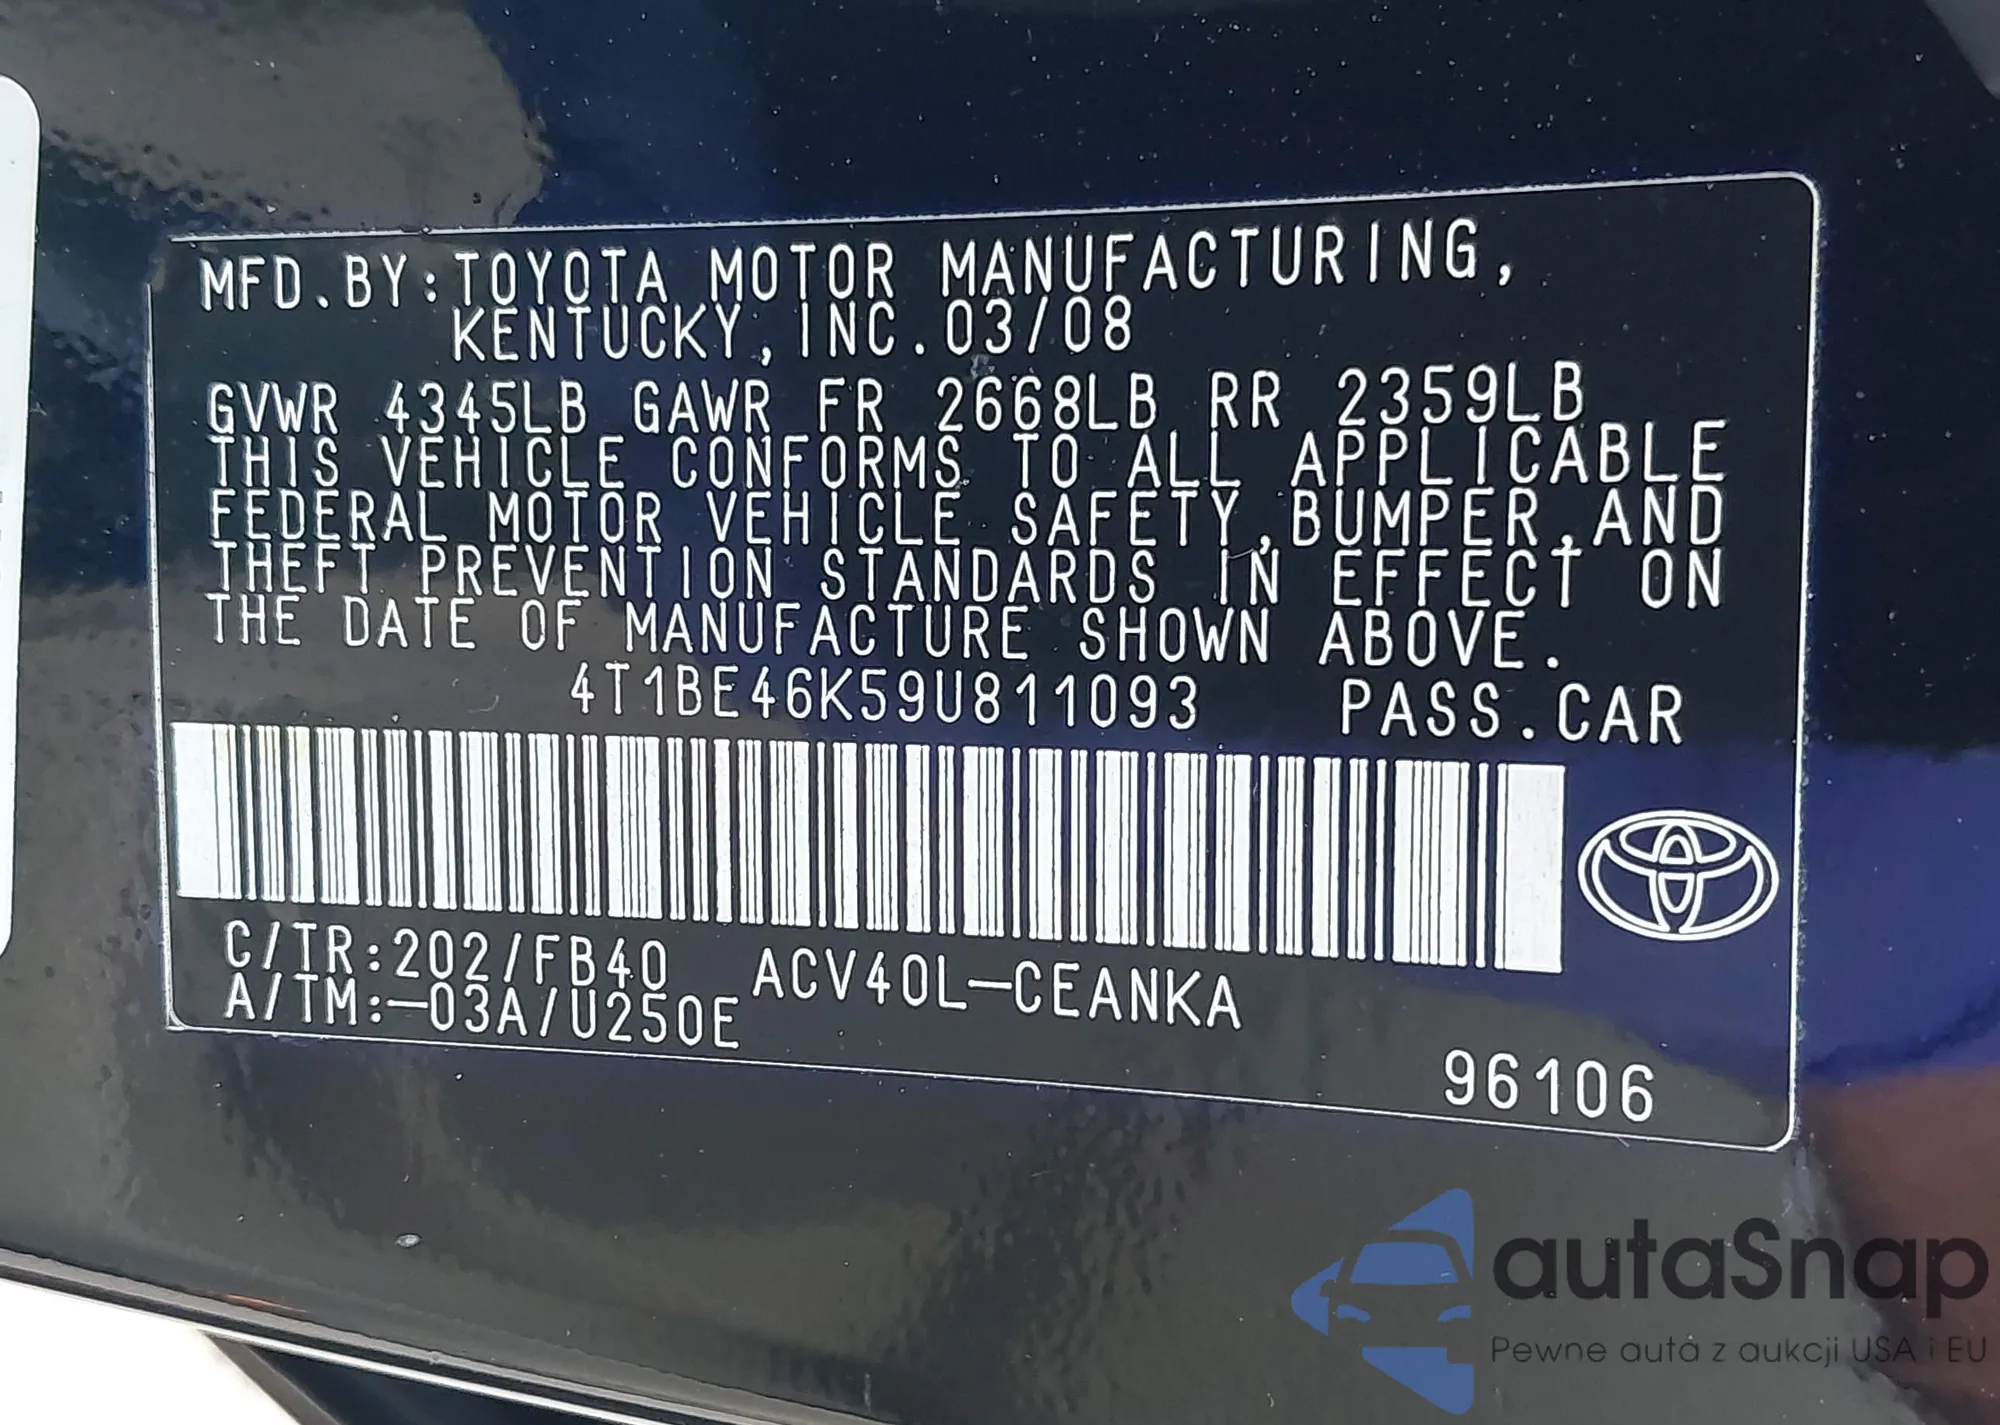 MFD.BY:TOYOTA MOTOR MANUFACTURING,
KENTUCKY,INC.03/08
GVWR 4345LB GAWR FR 2668LB RR 2359LB
THIS VEHICLE CONFORMS TO ALL APPLICABLE
FEDERAL MOTOR VEHICLE SAFETY,BUMPER,AND
THEFT PREVENTION STANDARDS IN EFFECT ON
THE DATE OF MANUFACTURE SHOWN ABOVE.
4T1BE46K59U811093 PASS.CAR
C/TR:202/FB40 ACV40L-CEANKA
A/TM:-03A/U250E
96106
autaSnap
Pewne auta z aukcji USA i EU